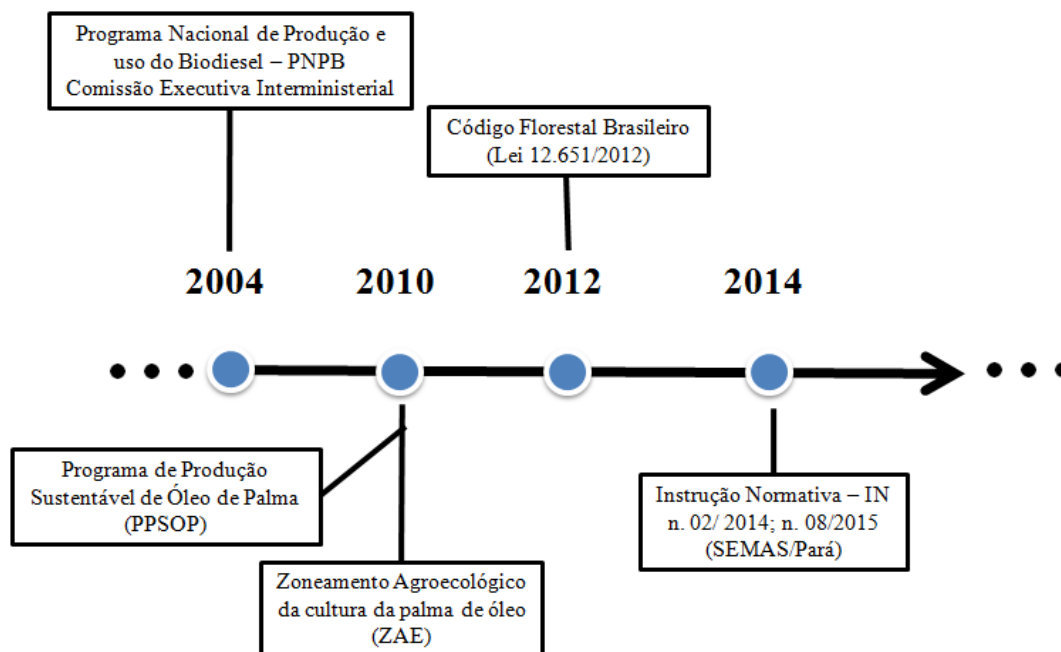 Programa Nacional de Produção e
uso do Biodiesel – PNPB
Comissão Executiva Interministerial
Código Florestal Brasileiro
(Lei 12.651/2012)
2004
2010
2012
2014
Programa de Produção
Sustentável de Óleo de Palma
(PPSOP)
Zoneamento Agroecológico
da cultura da palma de óleo
(ZAE)
Instrução Normativa – IN
n. 02/ 2014; n. 08/2015
(SEMAS/Pará)